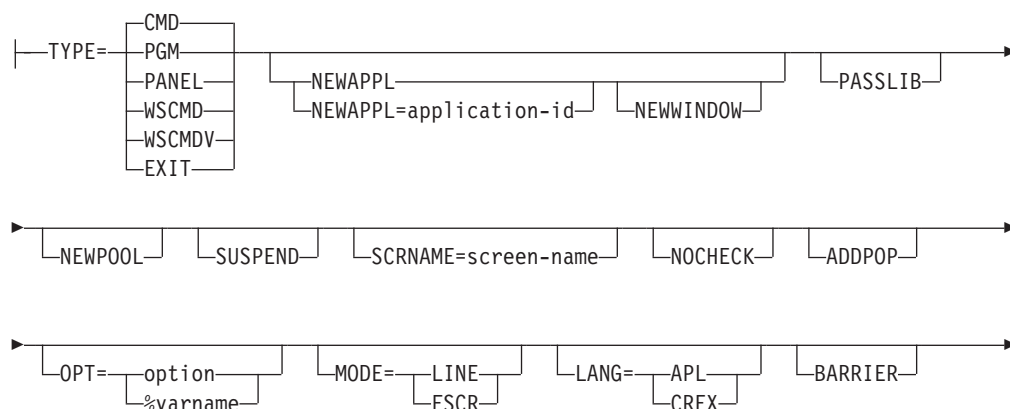 CMD
TYPE= PGM
PANEL NEWAPPL PASSLIB
WSCMD NEWAPPL=application-id NEWWINDOW
WSCMDV
EXIT
NEWPOOL SUSPEND SCRNAME=screen-name NOCHECK ADDPOP
OPT= option MODE= LINE LANG= APL BARRIER
%varname FSCR CREX